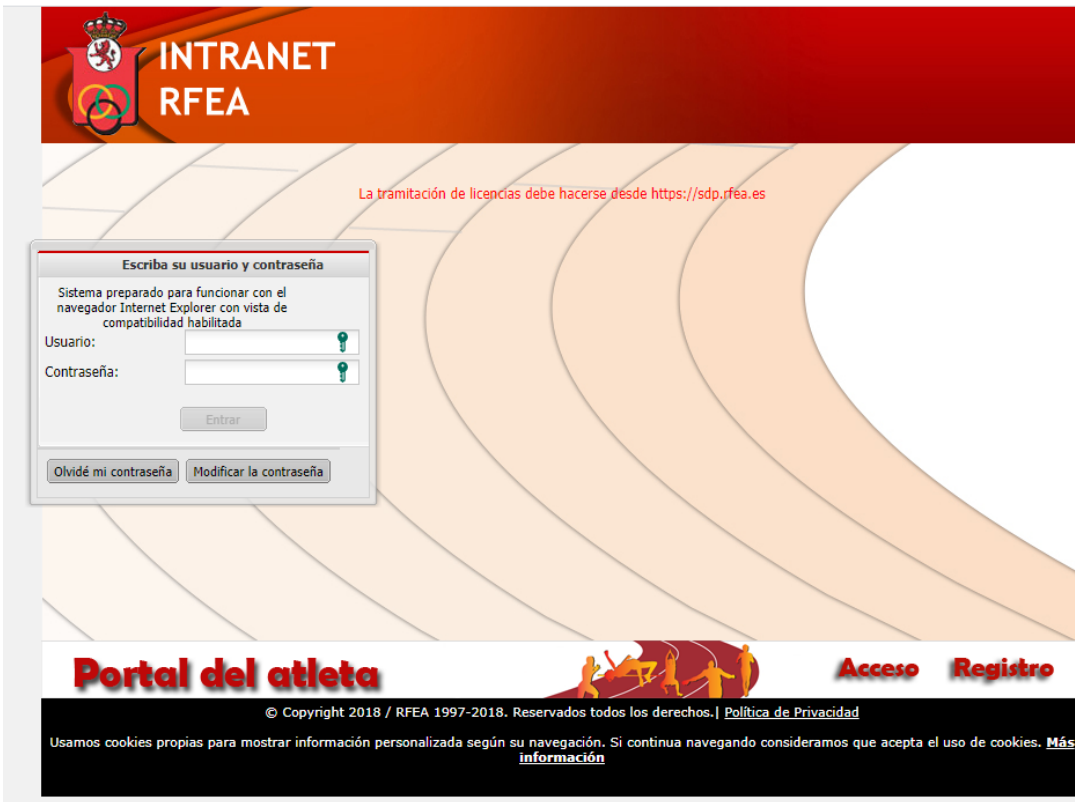 INTRANET
RFEA
La tramitación de licencias debe hacerse desde https://sdp.rfea.es
Escriba su usuario y contraseña
Sistema preparado para funcionar con el
navegador Internet Explorer con vista de
compatibilidad habilitada
Usuario:
Contraseña:
Entrar
Olvidé mi contraseña Modificar la contraseña
Portal del atleta Acceso Registro
© Copyright 2018 / RFEA 1997-2018. Reservados todos los derechos.| Política de Privacidad
Usamos cookies propias para mostrar información personalizada según su navegación. Si continua navegando consideramos que acepta el uso de cookies. Más
información